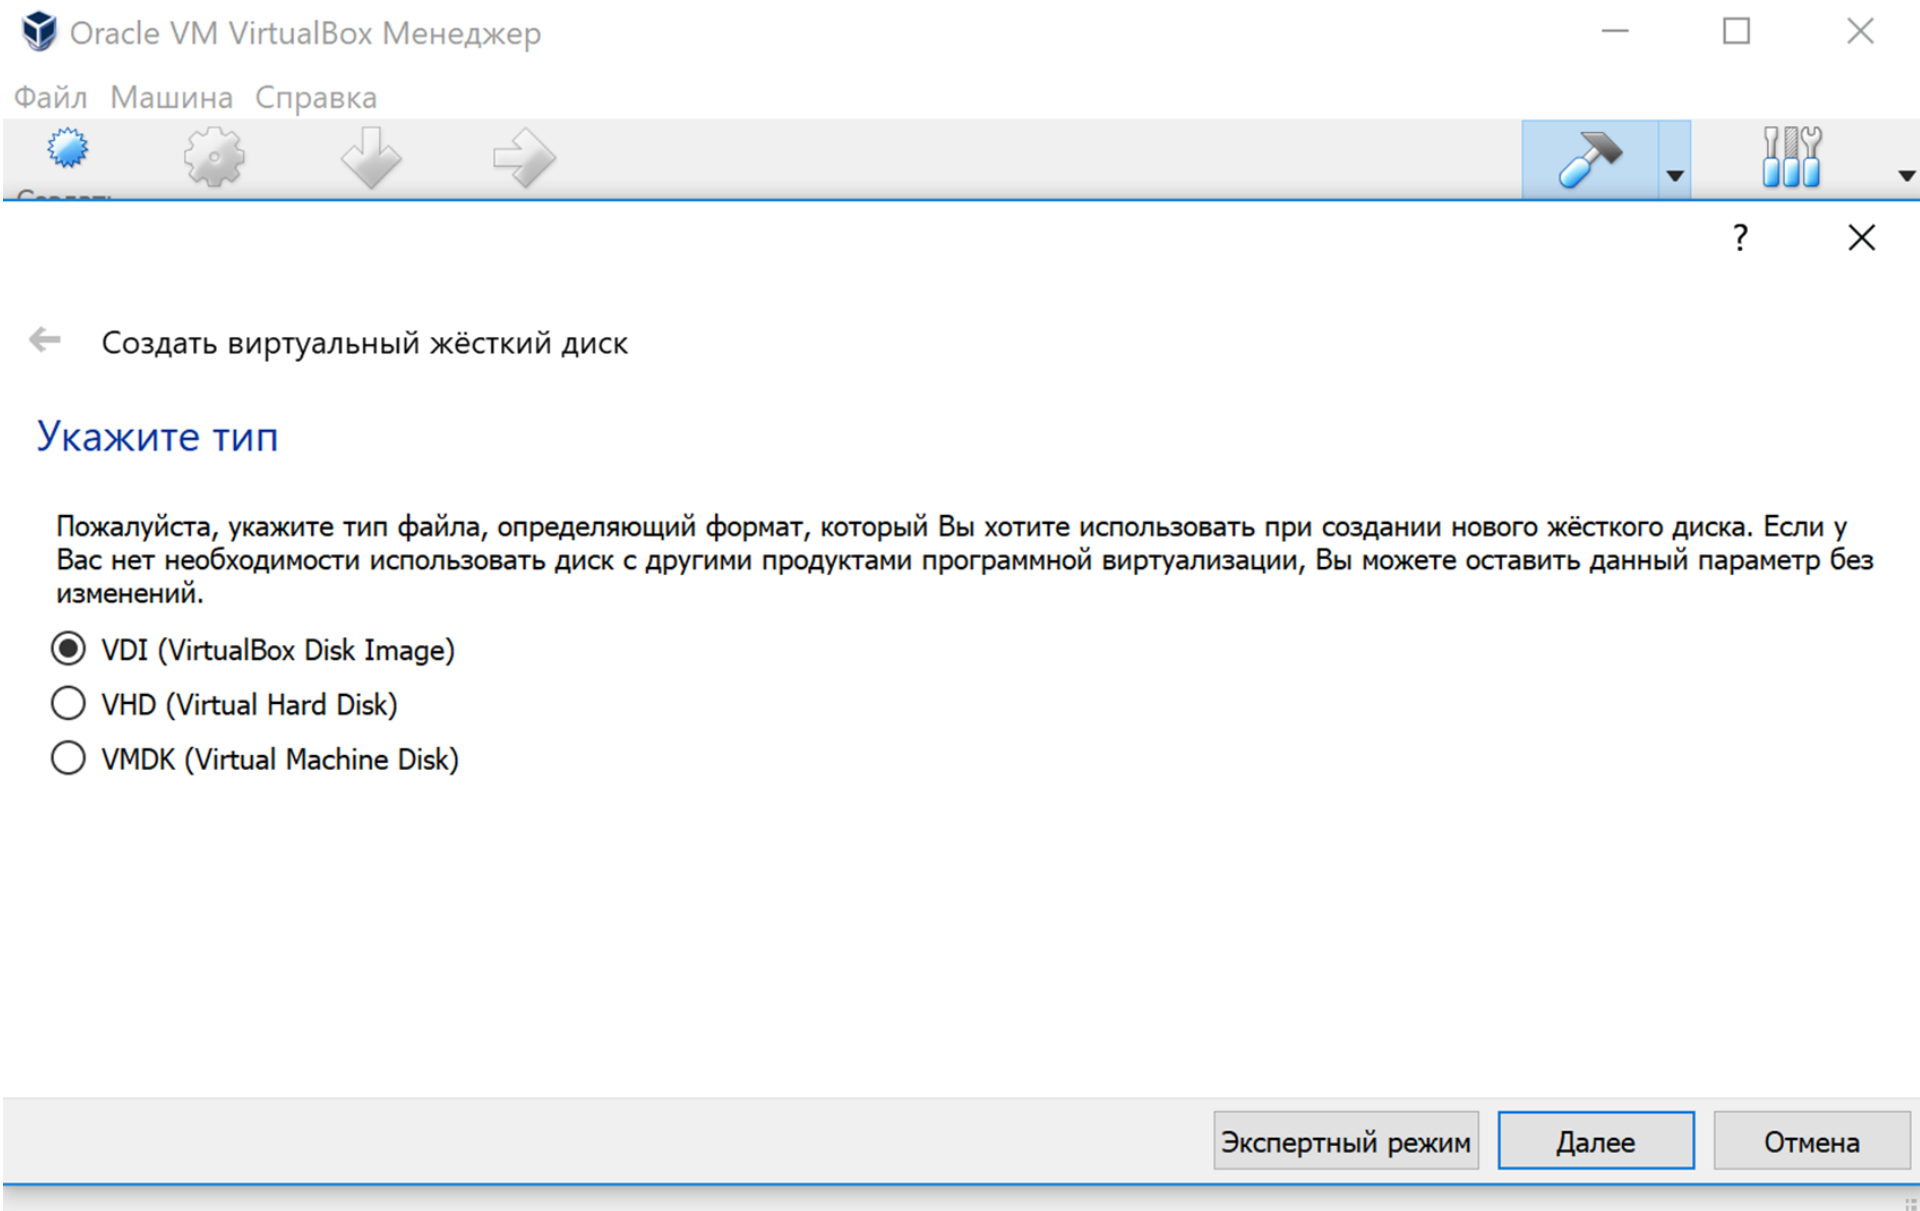 Oracle VM VirtualBox Менеджер
Файл Машина Справка
?
Создать виртуальный жёсткий диск
Укажите тип
Пожалуйста, укажите тип файла, определяющий формат, который Вы хотите использовать при создании нового жёсткого диска. Если у
Вас нет необходимости использовать диск с другими продуктами программной виртуализации, Вы можете оставить данный параметр без
изменений.
VDI (VirtualBox Disk Image)
VHD (Virtual Hard Disk)
VMDK (Virtual Machine Disk)
Экспертный режим Далее Отмена